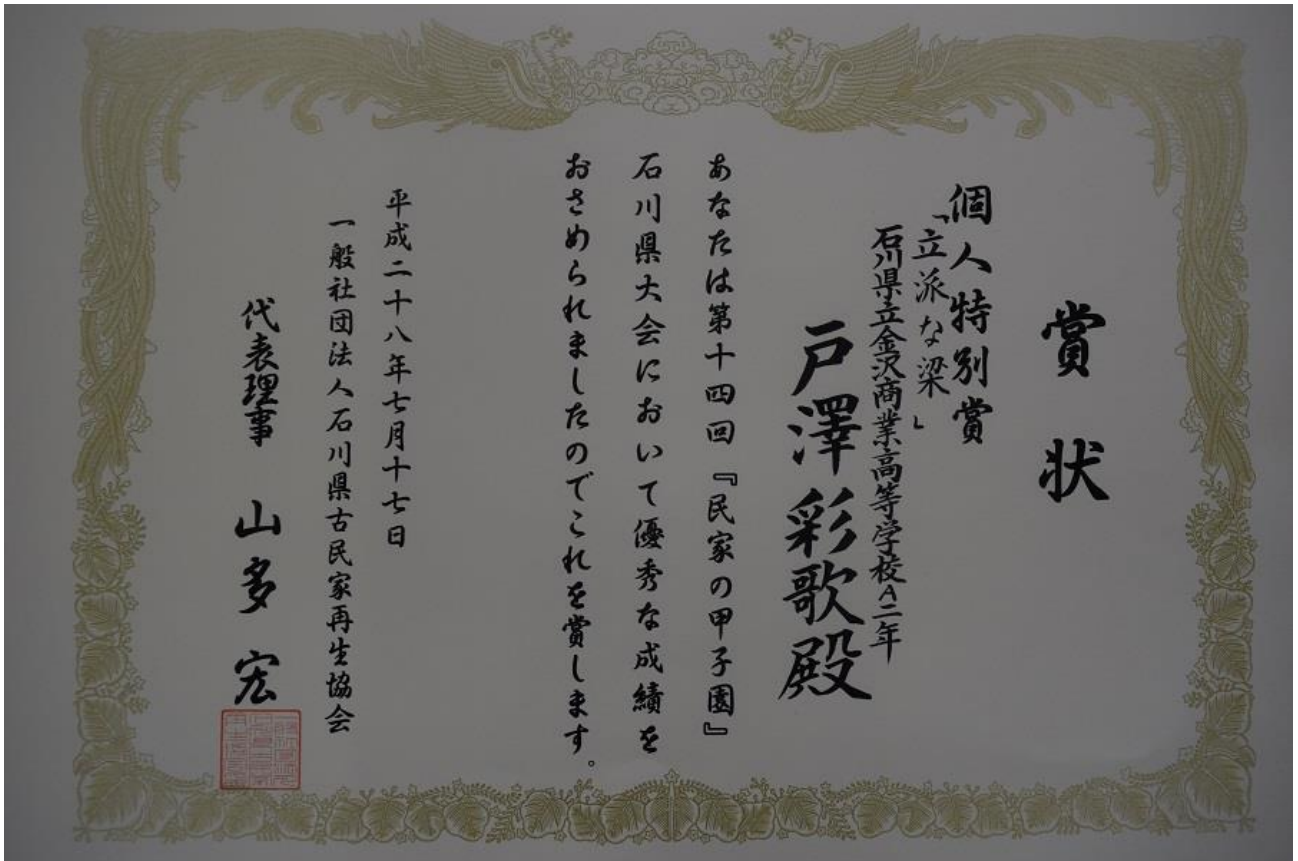 賞状
個人特別賞
「立派な梁」
石川県立金沢商業高等学校A二年
戸澤彩歌殿
あなたは第十四回『民家の甲子園』
石川県大会において優秀な成績を
おさめられましたのでこれを賞します。
平成二十八年七月十七日
一般社団法人石川県古民家再生協会
代表理事 山多宏